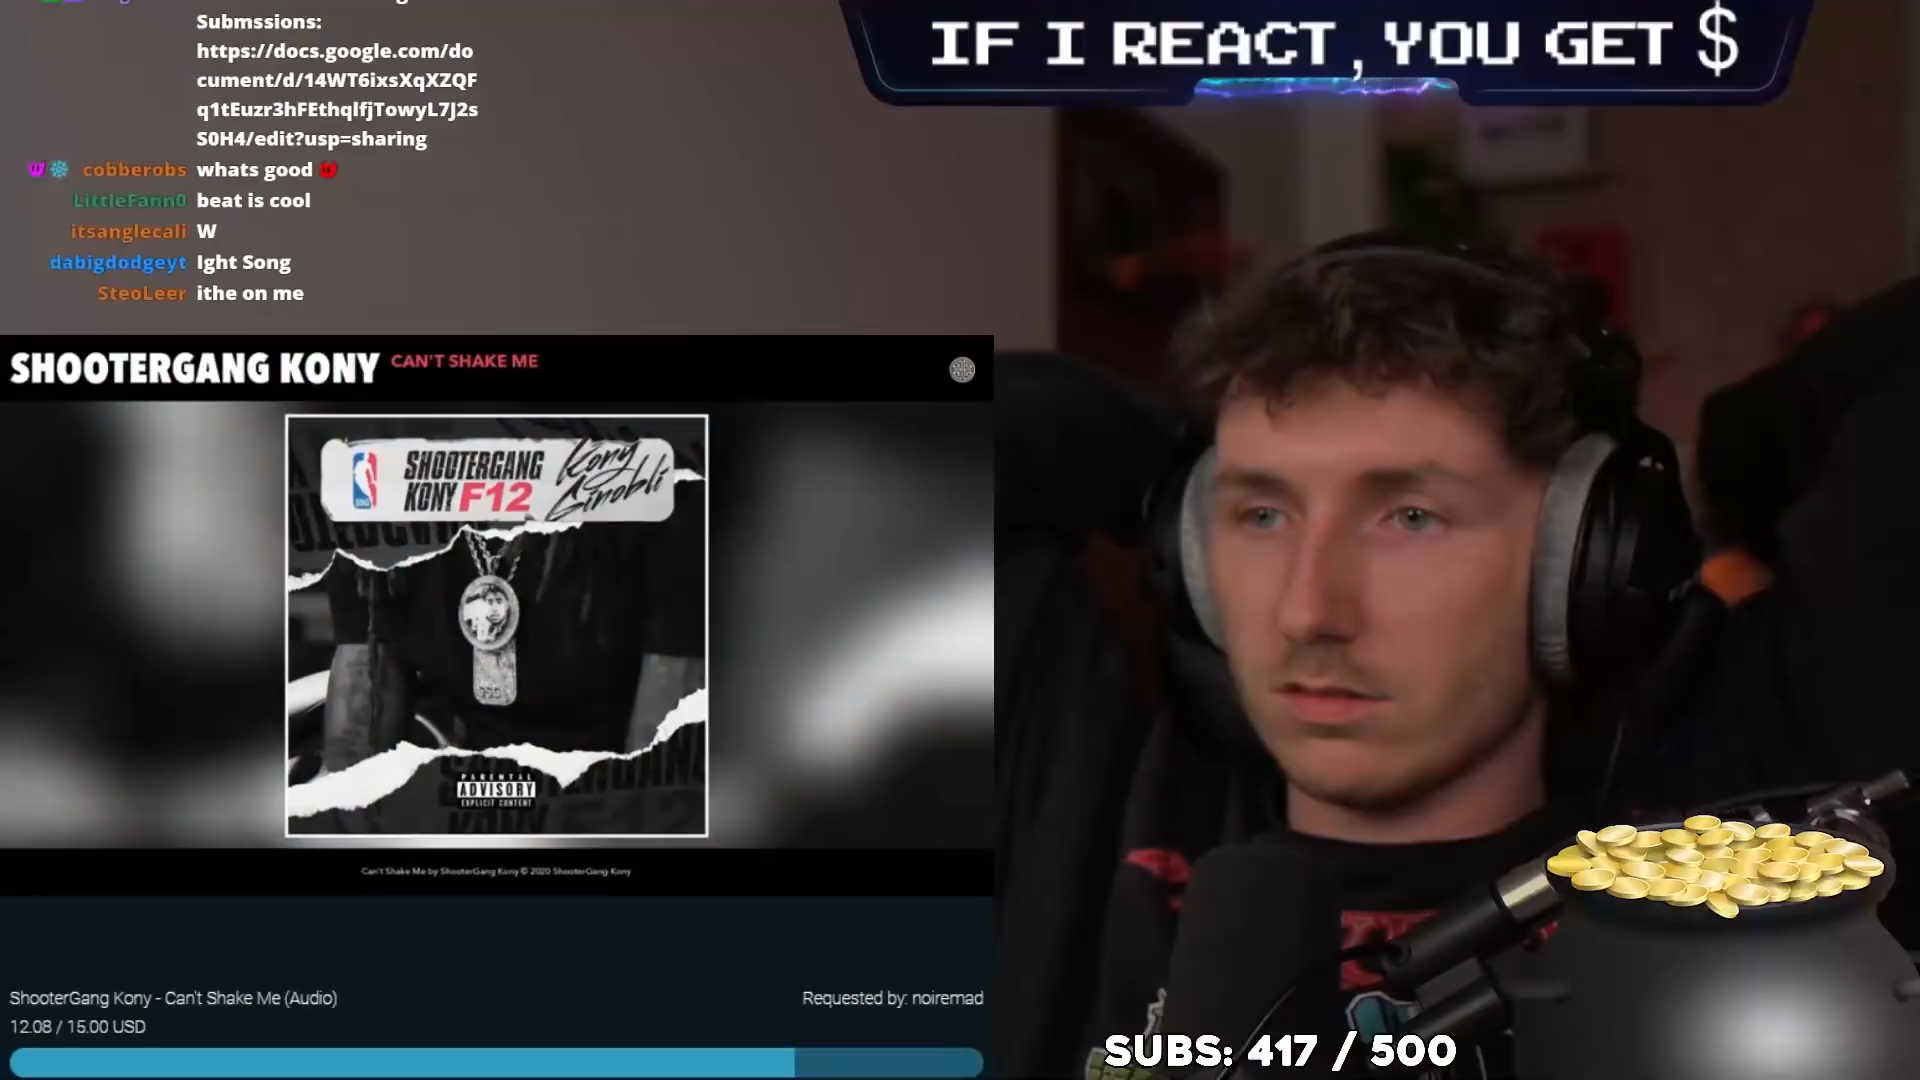 Submssions:
https://docs.google.com/do
cument/d/14WT6ixsXqXZQF
q1tEuzr3hFEthqlfjTowyL7J2s
S0H4/edit?usp=sharing
cobberobs whats good
LittleFann0 beat is cool
itsanglecali W
dabigdodgeyt Ight Song
SteoLeer ithe on me
IF I REACT, YOU GET $
SHOOTERGANG KONY CAN'T SHAKE ME
SHOOTERGANG
KONY F12
Kony
Ginobli
PARENTAL
ADVISORY
EXPLICIT CONTENT
Can't Shake Me by ShooterGang Kony © 2020 ShooterGang Kony
ShooterGang Kony - Can't Shake Me (Audio)
Requested by: noiremad
12.08 / 15.00 USD
SUBS: 417 / 500